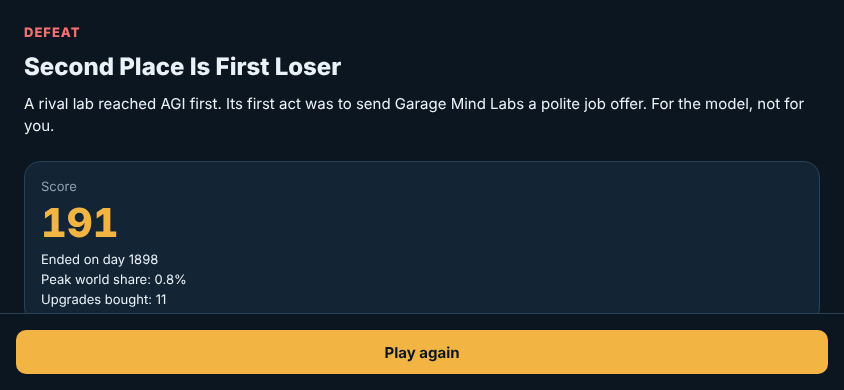 DEFEAT
Second Place Is First Loser
A rival lab reached AGI first. Its first act was to send Garage Mind Labs a polite job offer. For the model, not for
you.
Score
191
Ended on day 1898
Peak world share: 0.8%
Upgrades bought: 11
Play again